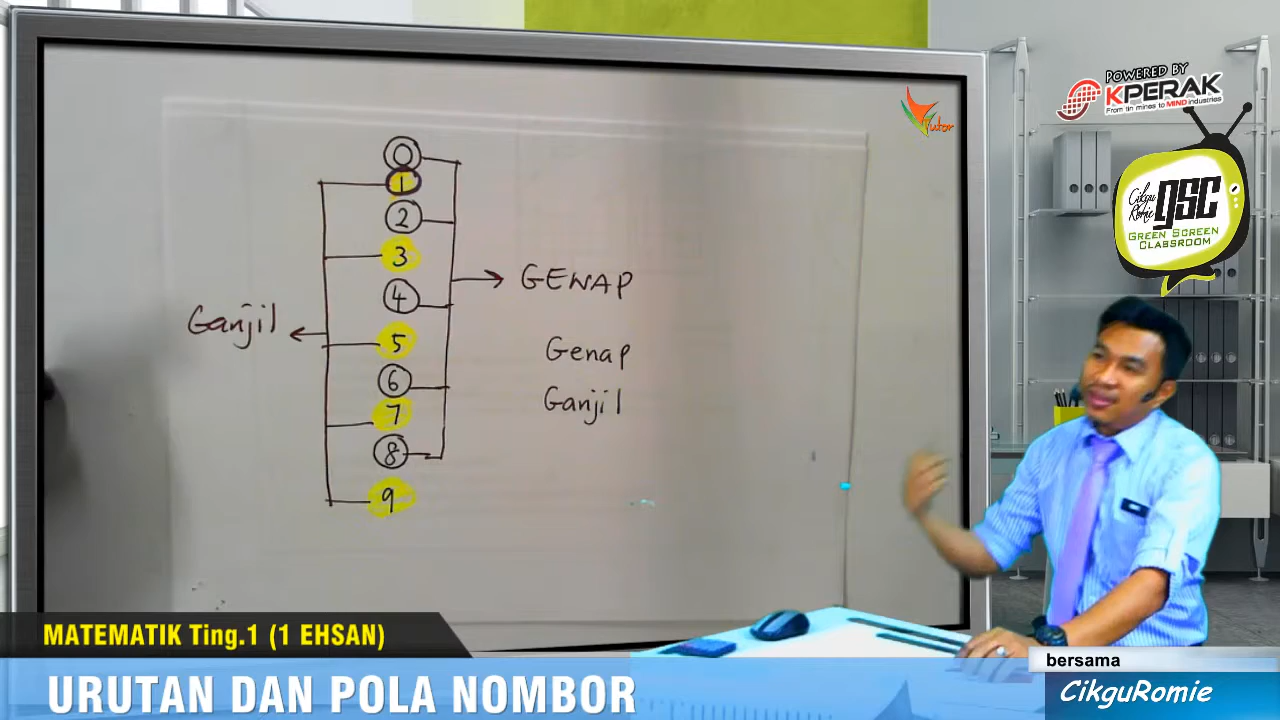 POWERED BY
KPERAK
From tin mines to MIND industries
Tutor
Cikgu
Romie
GSC
GREEN SCREEN
CLASSROOM
0
1
2
3
4
5
6
7
8
9
Ganjil
GENAP
Genap
Ganjil
MATEMATIK Ting.1 (1 EHSAN)
URUTAN DAN POLA NOMBOR
bersama
CikguRomie